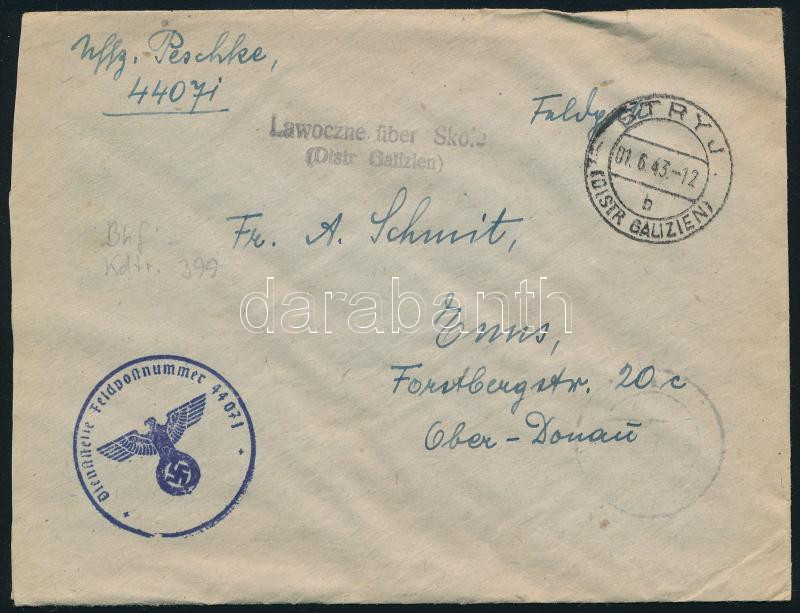 Uffz. Peschke,
44071
Feldpost
Lawoczne über Skole
(Distr Galizien)
STRYJ
01.6.43.-12
b
(DISTR GALIZIEN)
Bhf.
Kdtr. 399
Fr. A. Schmit,
darabanth
Enns,
Forstbergstr. 20 c
Ober-Donau
Dienststelle Feldpostnummer 44071